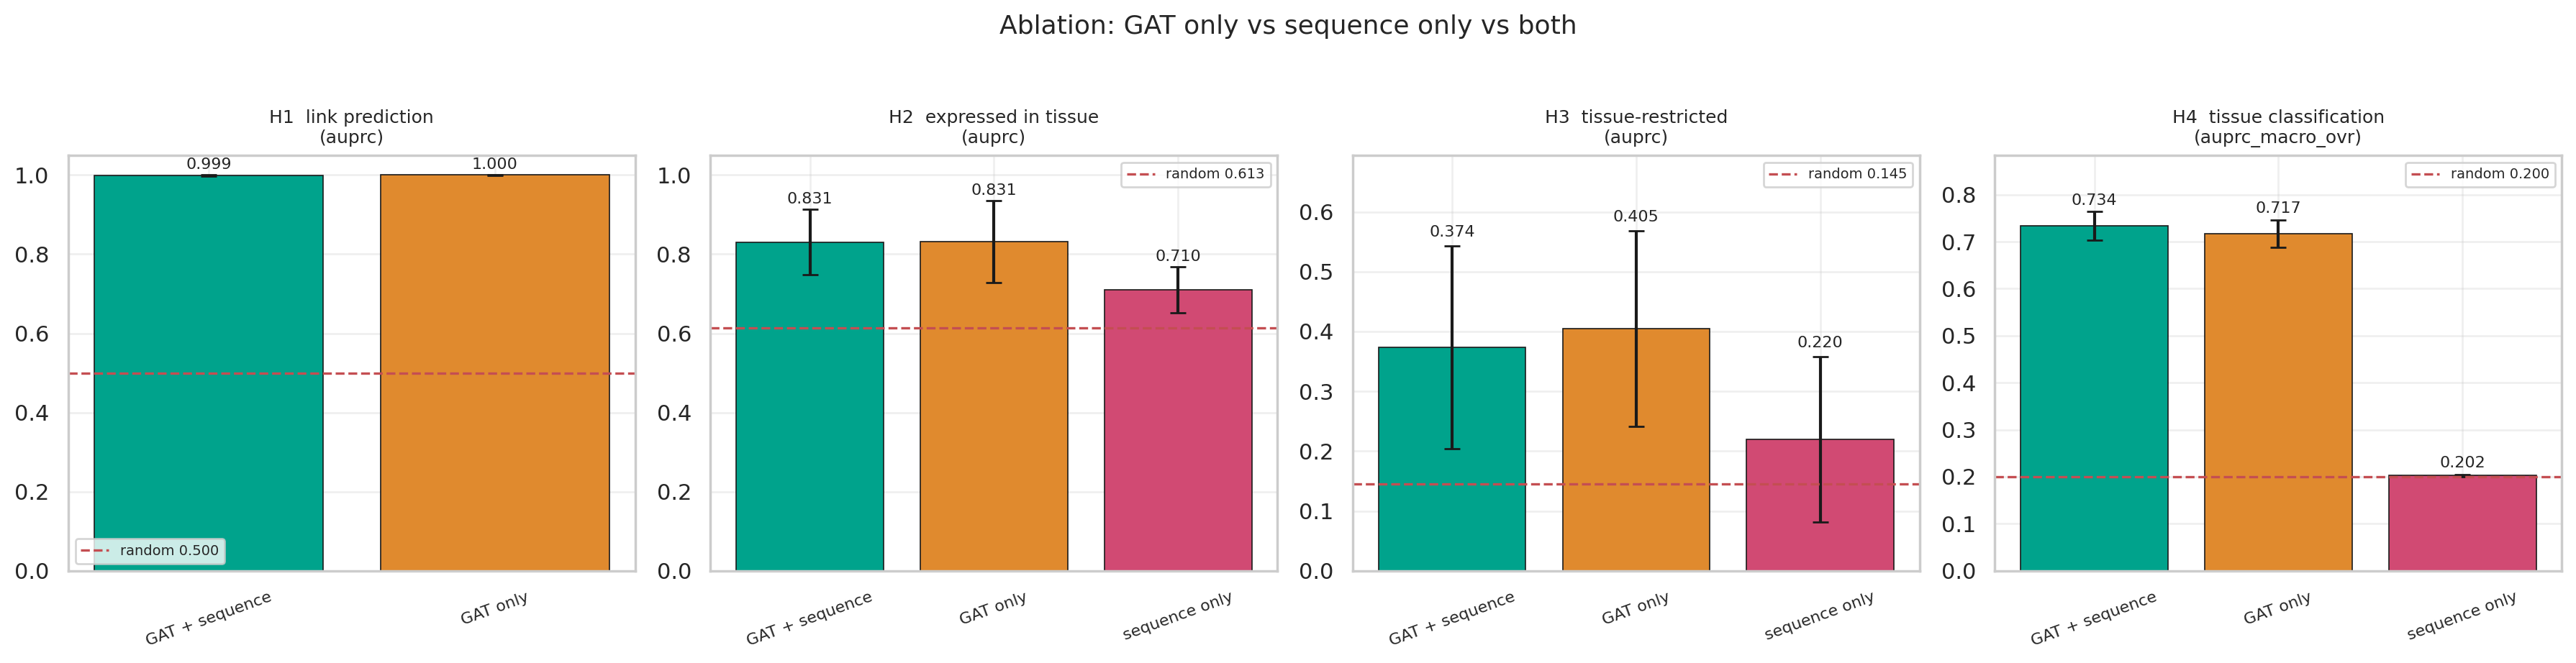 Ablation: GAT only vs sequence only vs both
H1  link prediction
(auprc)
1.0
0.8
0.6
0.4
0.2
0.0
0.999
1.000
random 0.500
GAT + sequence
GAT only
H2  expressed in tissue
(auprc)
1.0
0.8
0.6
0.4
0.2
0.0
0.831
0.831
0.710
random 0.613
GAT + sequence
GAT only
sequence only
H3  tissue-restricted
(auprc)
0.6
0.5
0.4
0.3
0.2
0.1
0.0
0.374
0.405
0.220
random 0.145
GAT + sequence
GAT only
sequence only
H4  tissue classification
(auprc_macro_ovr)
0.8
0.7
0.6
0.5
0.4
0.3
0.2
0.1
0.0
0.734
0.717
0.202
random 0.200
GAT + sequence
GAT only
sequence only